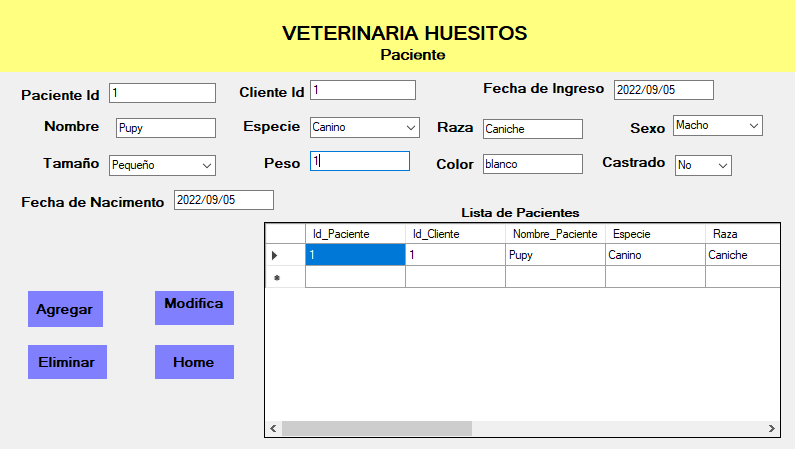 VETERINARIA HUESITOS
Paciente
Paciente Id 1 Cliente Id 1 Fecha de Ingreso 2022/09/05
Nombre Pupy Especie Canino Raza Caniche Sexo Macho
Tamaño Pequeño Peso 1 Color blanco Castrado No
Fecha de Nacimento 2022/09/05
Lista de Pacientes
Id_Paciente Id_Cliente Nombre_Paciente Especie Raza
1 1 Pupy Canino Caniche
Agregar Modifica
Eliminar Home